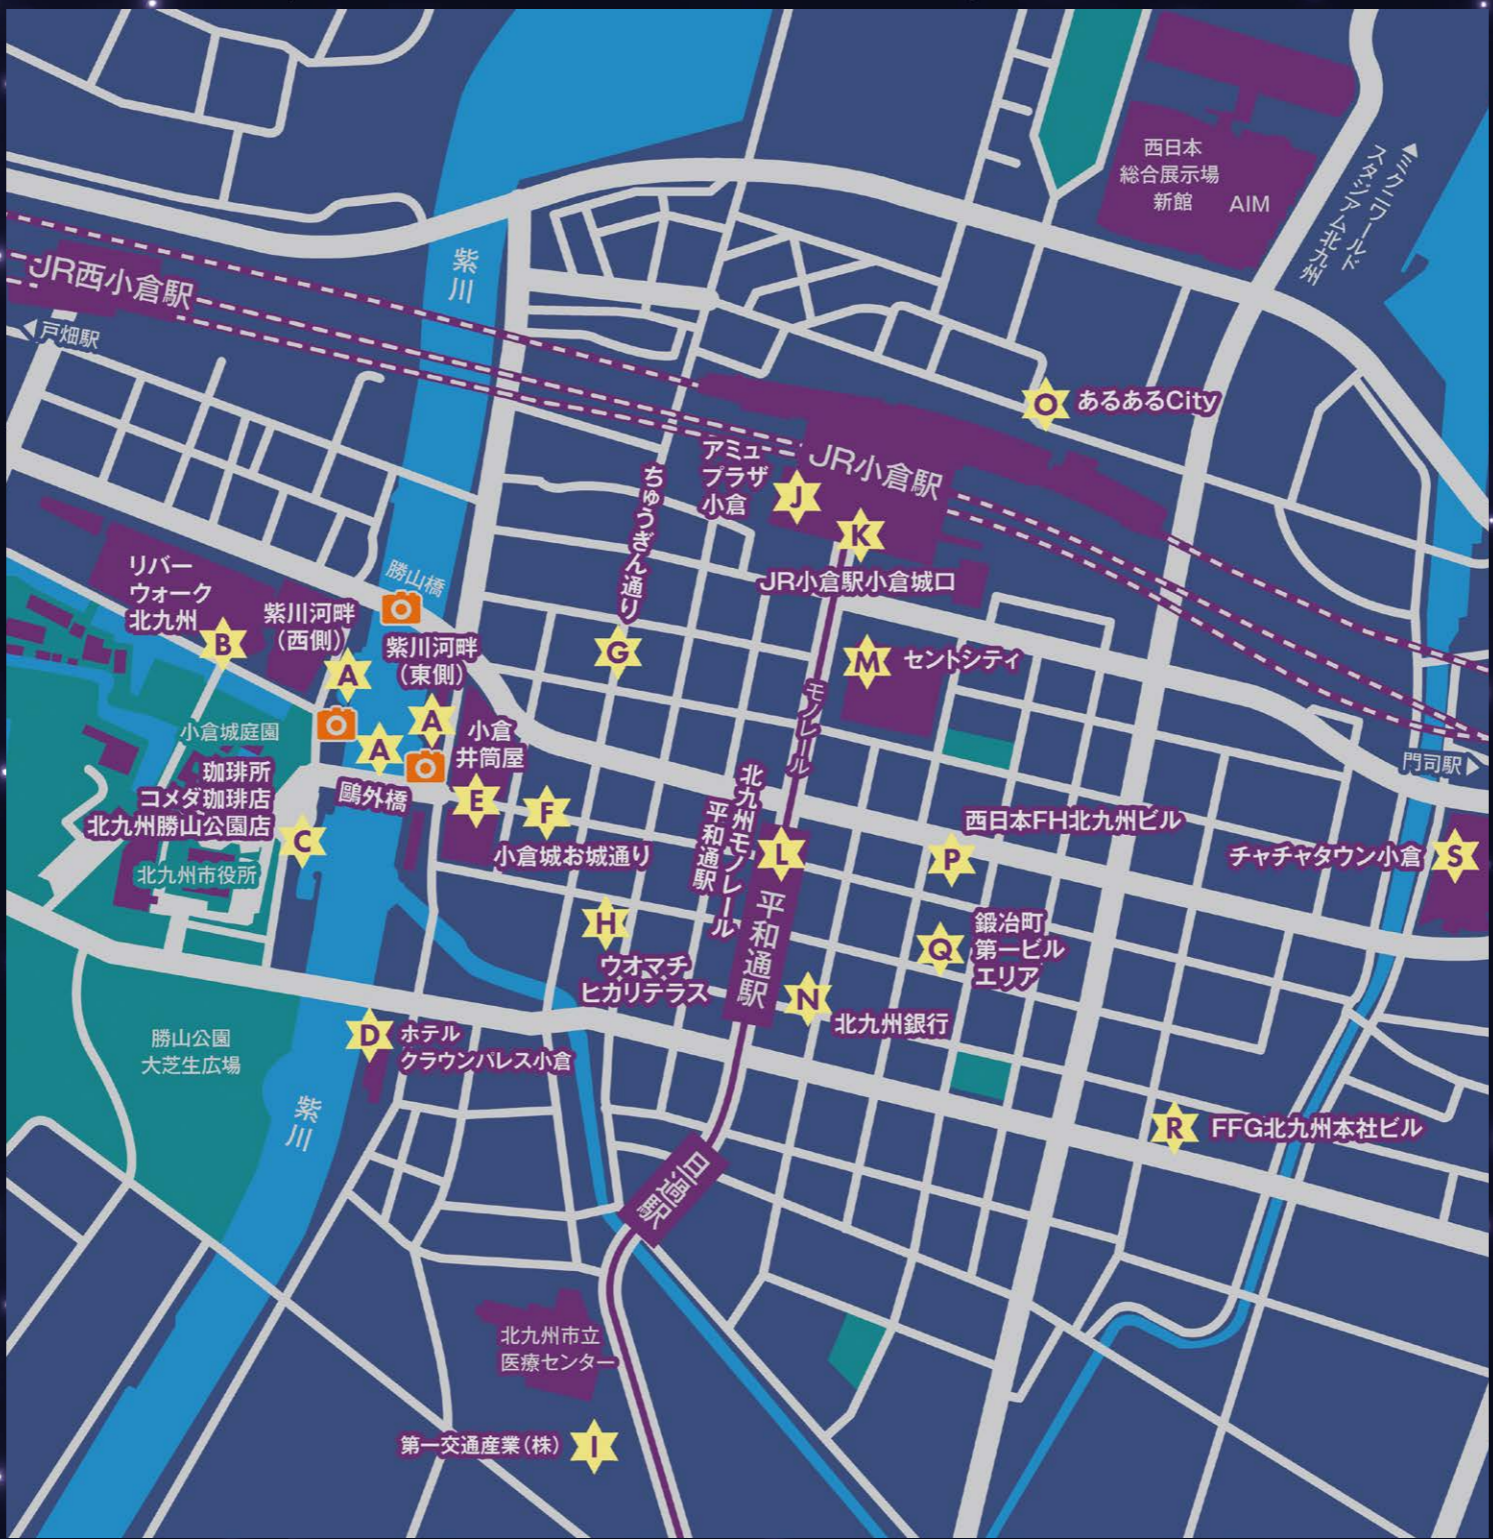 西日本
総合展示場
新館
AIM
▲ミクニワールド
スタジアム北九州
紫川
JR西小倉駅
◀戸畑駅
O
あるあるCity
アミュ
プラザ
小倉
J
JR小倉駅
K
JR小倉駅小倉城口
ちゅうぎん通り
勝山橋
リバー
ウォーク
北九州
B
紫川河畔
(西側)
A
紫川河畔
(東側)
A
A
鷗外橋
G
M
セントシティ
モノレール
小倉城庭園
小倉
井筒屋
E
F
小倉城お城通り
珈琲所
コメダ珈琲店
北九州勝山公園店
C
北九州市役所
北九州モノレール
平和通駅
L
平和通駅
門司駅▶
西日本FH北九州ビル
P
チャチャタウン小倉
S
H
ウオマチ
ヒカリテラス
Q
鍛冶町
第一ビル
エリア
N
北九州銀行
勝山公園
大芝生広場
D
ホテル
クラウンパレス小倉
紫川
R
FFG北九州本社ビル
旦過駅
北九州市立
医療センター
第一交通産業(株)
I